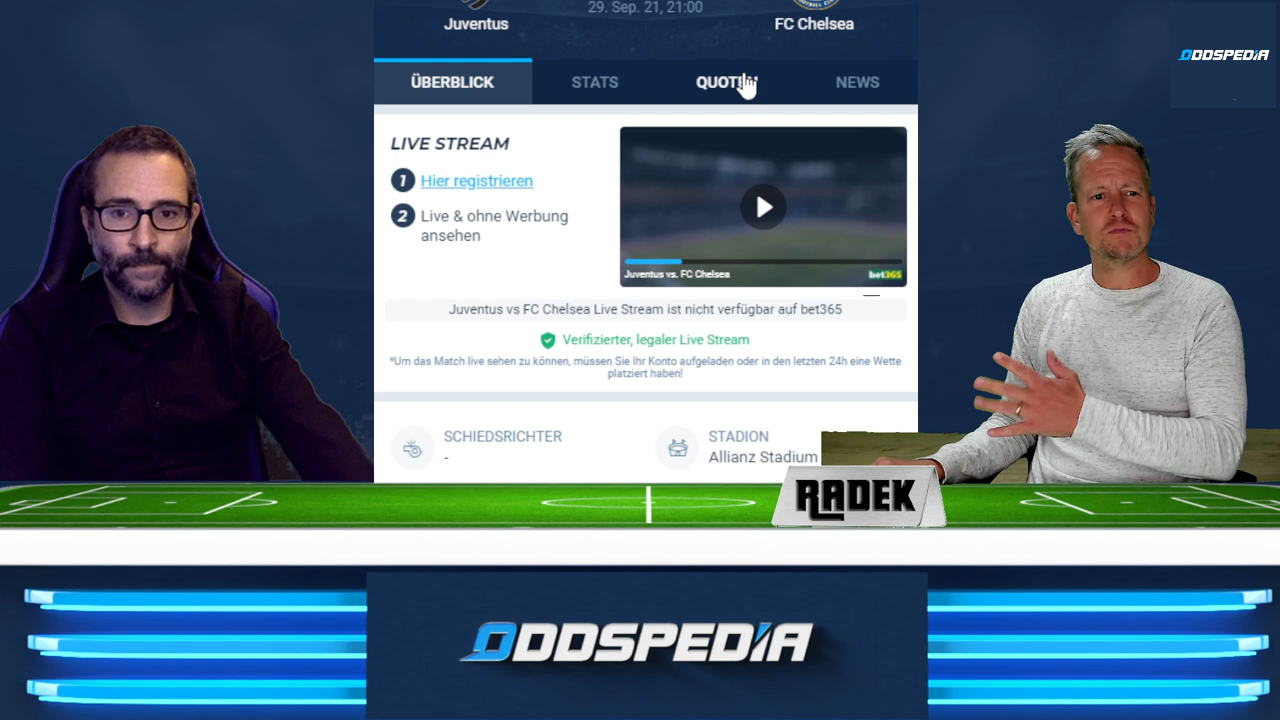 29. Sep. 21, 21:00
Juventus
FC Chelsea
ODDSPEDIA
ÜBERBLICK
STATS
NEWS
LIVE STREAM
1 Hier registrieren
2 Live & ohne Werbung
ansehen
Juventus vs. FC Chelsea
bet365
Juventus vs FC Chelsea Live Stream ist nicht verfügbar auf bet365
Verifizierter, legaler Live Stream
*Um das Match live sehen zu können, müssen Sie Ihr Konto aufgeladen oder in den letzten 24h eine Wette
platziert haben!
SCHIEDSRICHTER
-
STADION
Allianz Stadium
RADEK
ODDSPEDIA